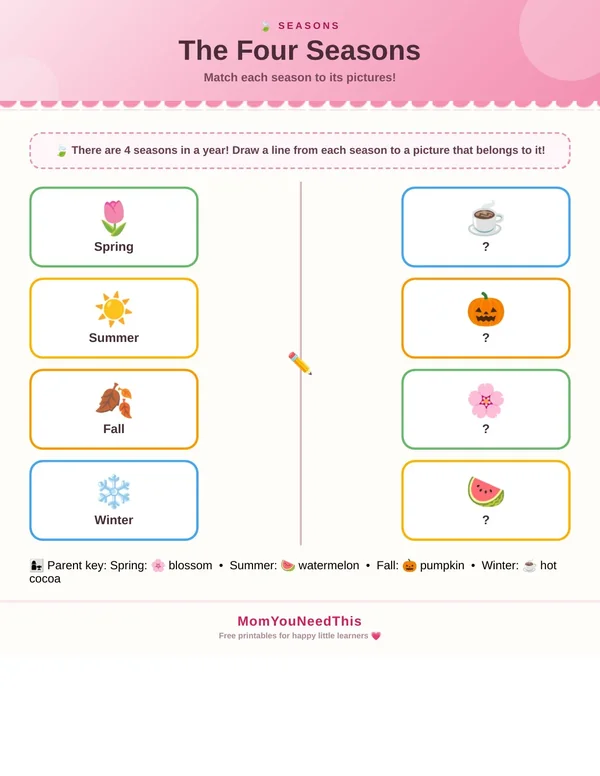 🍃 SEASONS
The Four Seasons
Match each season to its pictures!
🍃 There are 4 seasons in a year! Draw a line from each season to a picture that belongs to it!
Spring
?
Summer
?
Fall
?
Winter
?
👩‍👧 Parent key: Spring: 🌸 blossom • Summer: 🍉 watermelon • Fall: 🎃 pumpkin • Winter: ☕ hot
cocoa
MomYouNeedThis
Free printables for happy little learners 💗